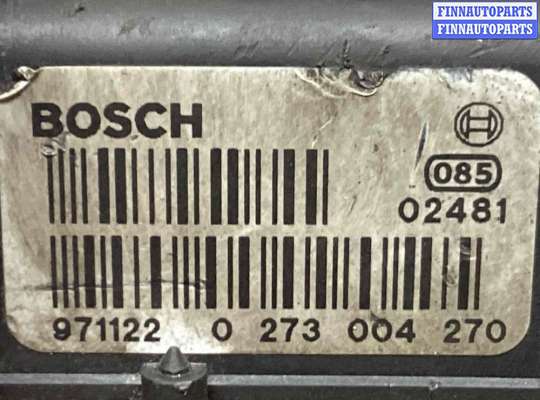 FINNAUTOPARTS
FINNAUTOPARTS
BOSCH
085
02481
971122 0 273 004 270